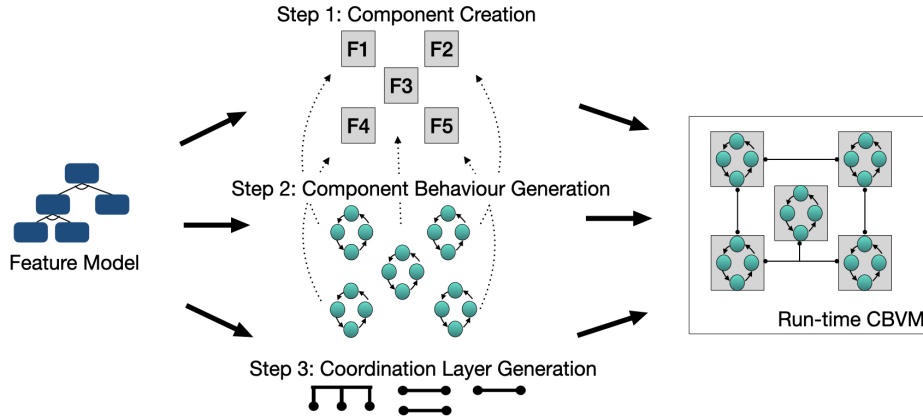 Step 1: Component Creation
F1
F2
F3
F4
F5
Step 2: Component Behaviour Generation
Feature Model
Run-time CBVM
Step 3: Coordination Layer Generation